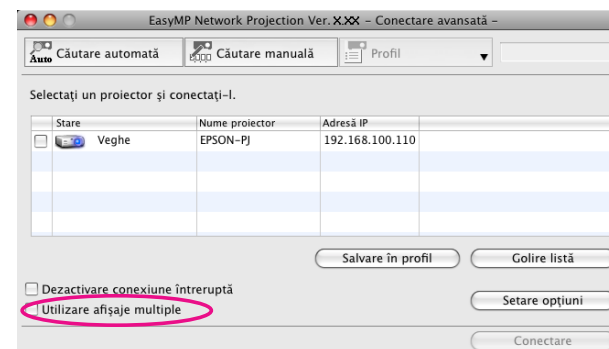 EasyMP Network Projection Ver. X.XX – Conectare avansată –
Auto Căutare automată Căutare manuală Profil
Selectați un proiector și conectați-l.
Stare Nume proiector Adresă IP
Veghe EPSON-PJ 192.168.100.110
Salvare în profil Golire listă
Dezactivare conexiune întreruptă
Utilizare afişaje multiple Setare opțiuni
Conectare